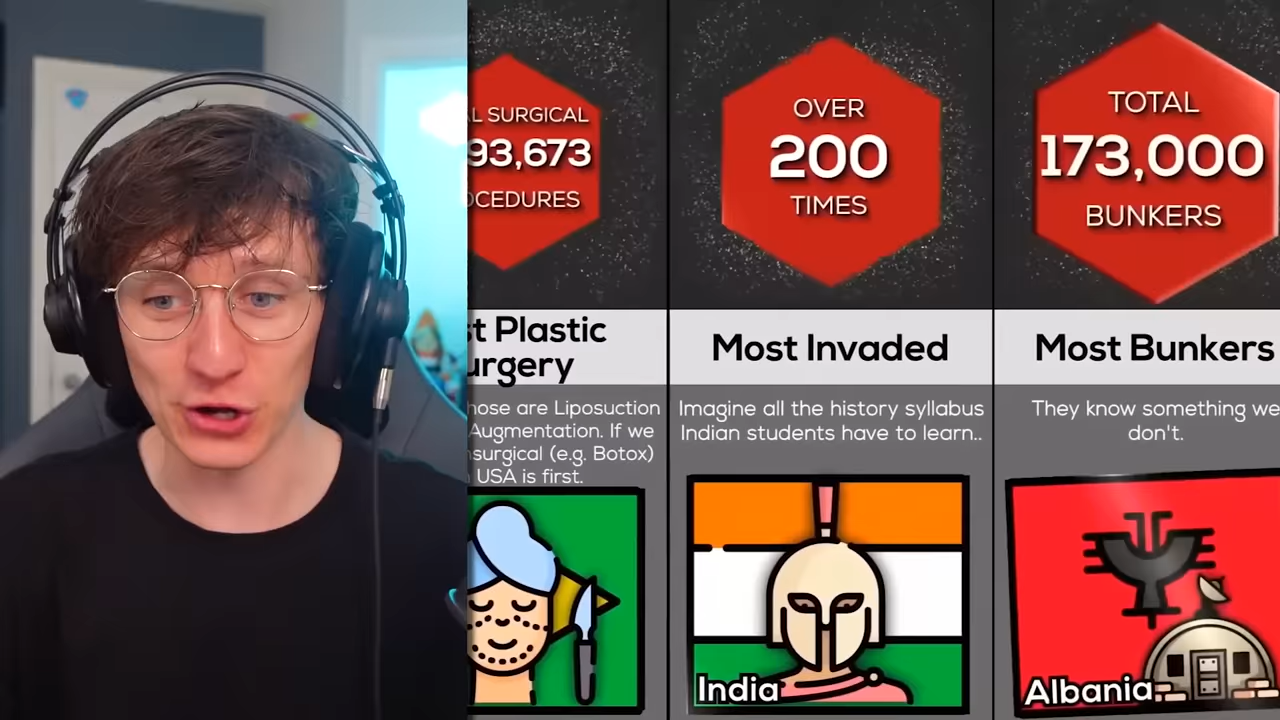 L SURGICAL
93,673
OCEDURES
st Plastic
urgery
hose are Liposuction
Augmentation. If we
nsurgical (e.g. Botox)
USA is first.
OVER
200
TIMES
Most Invaded
Imagine all the history syllabus
Indian students have to learn..
India
TOTAL
173,000
BUNKERS
Most Bunkers
They know something we
don't.
Albania